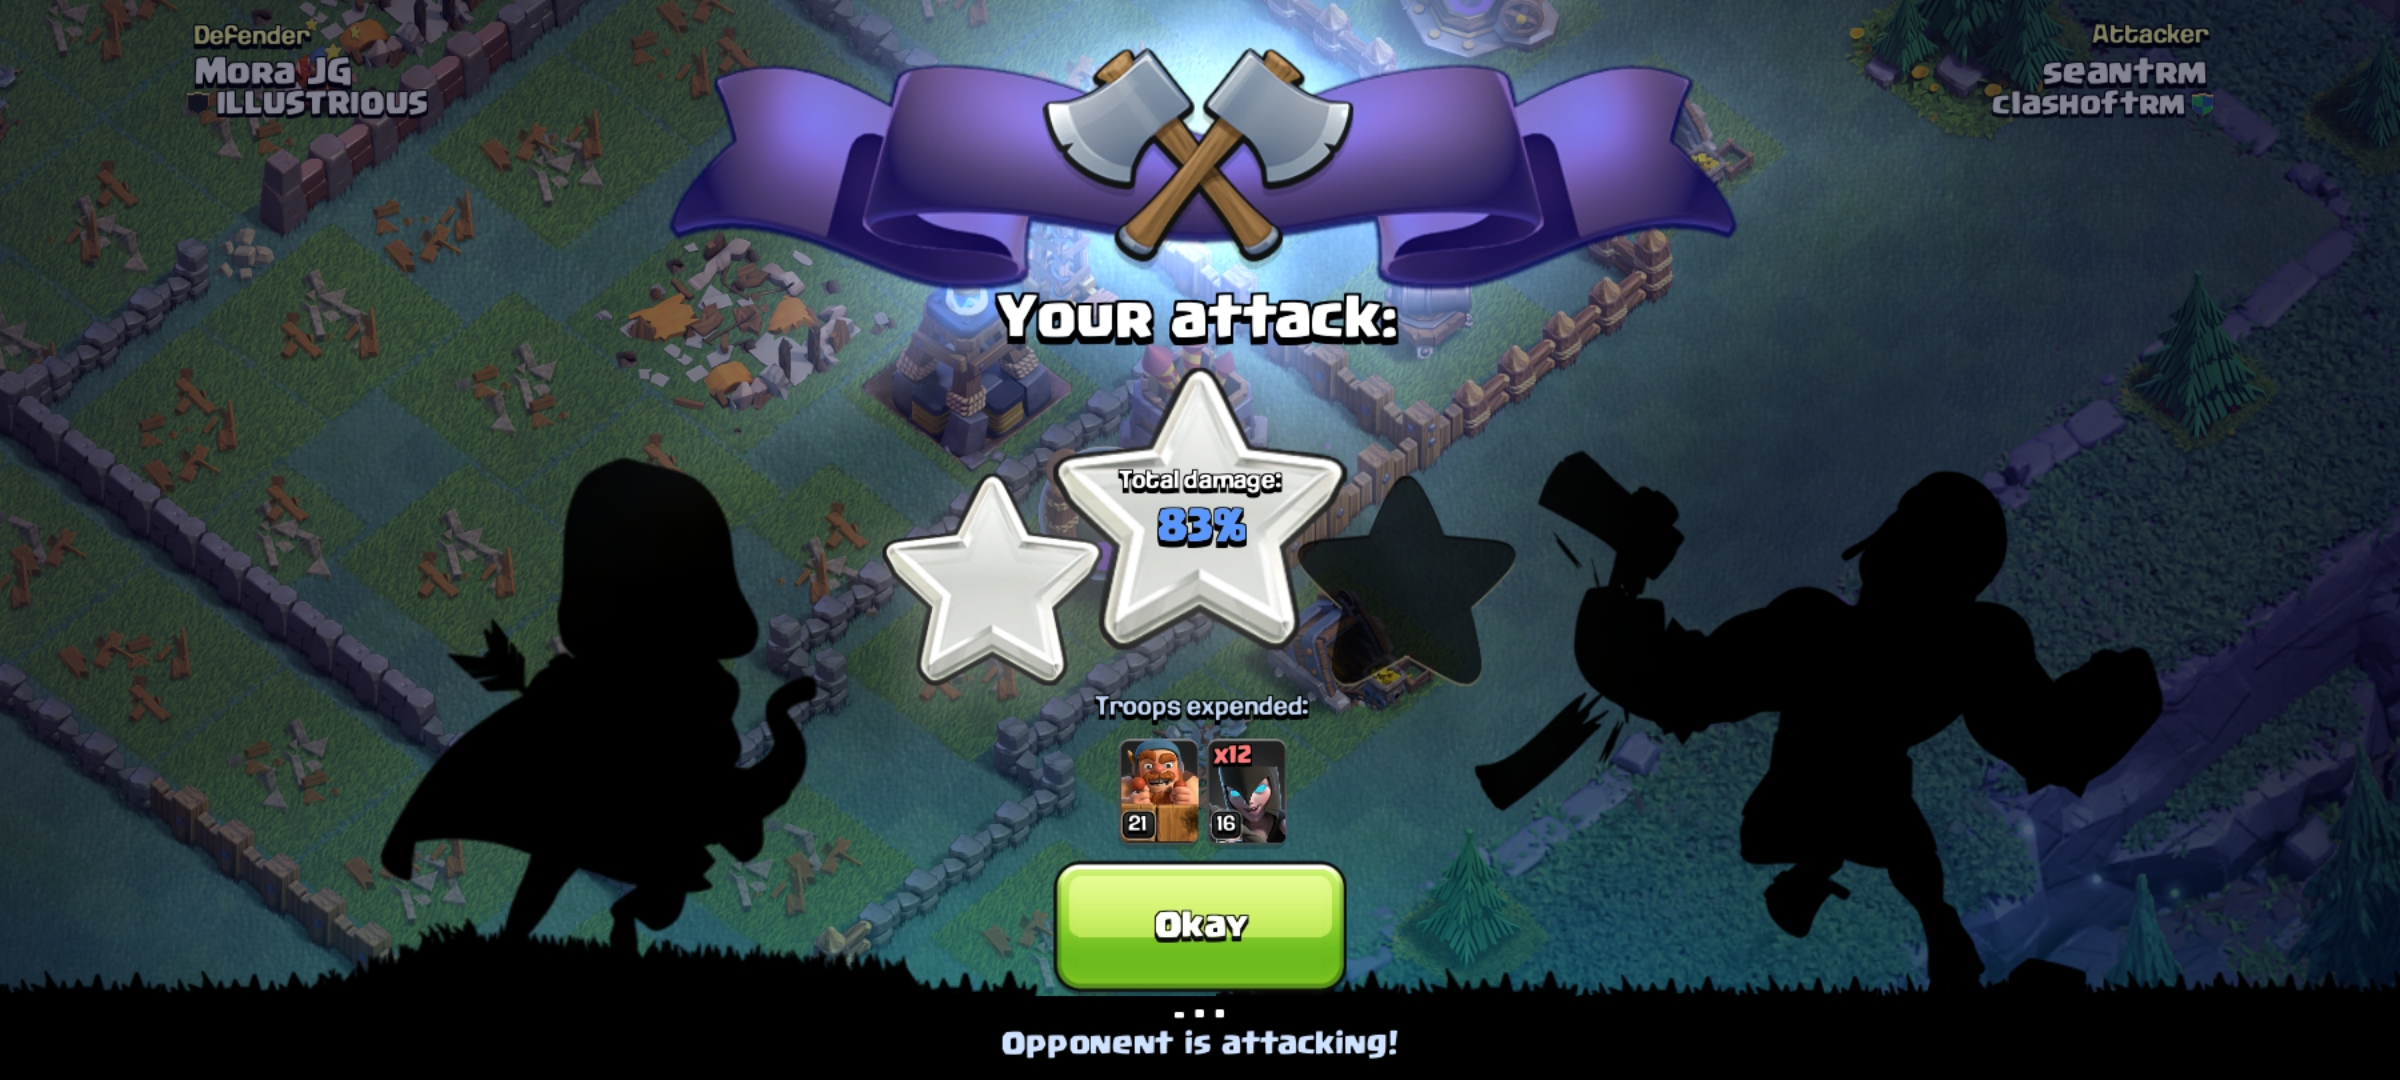 Defender
Mora JG
ILLUSTRIOUS
Attacker
seantRM
clashoftRM
Your attack:
Total damage:
83%
Troops expended:
x12
21
16
Okay
...
Opponent is attacking!